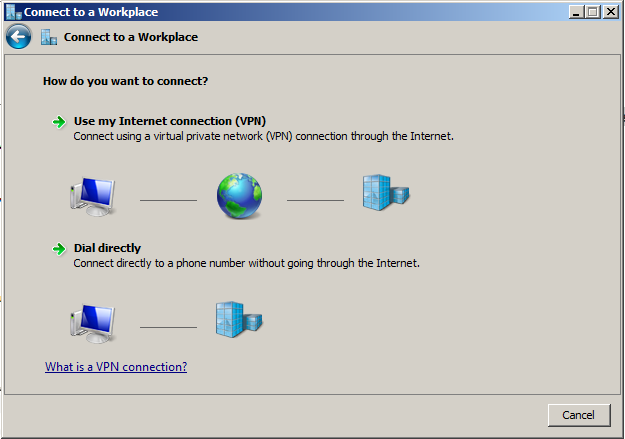 Connect to a Workplace
Connect to a Workplace
How do you want to connect?
Use my Internet connection (VPN)
Connect using a virtual private network (VPN) connection through the Internet.
Dial directly
Connect directly to a phone number without going through the Internet.
What is a VPN connection?
Cancel